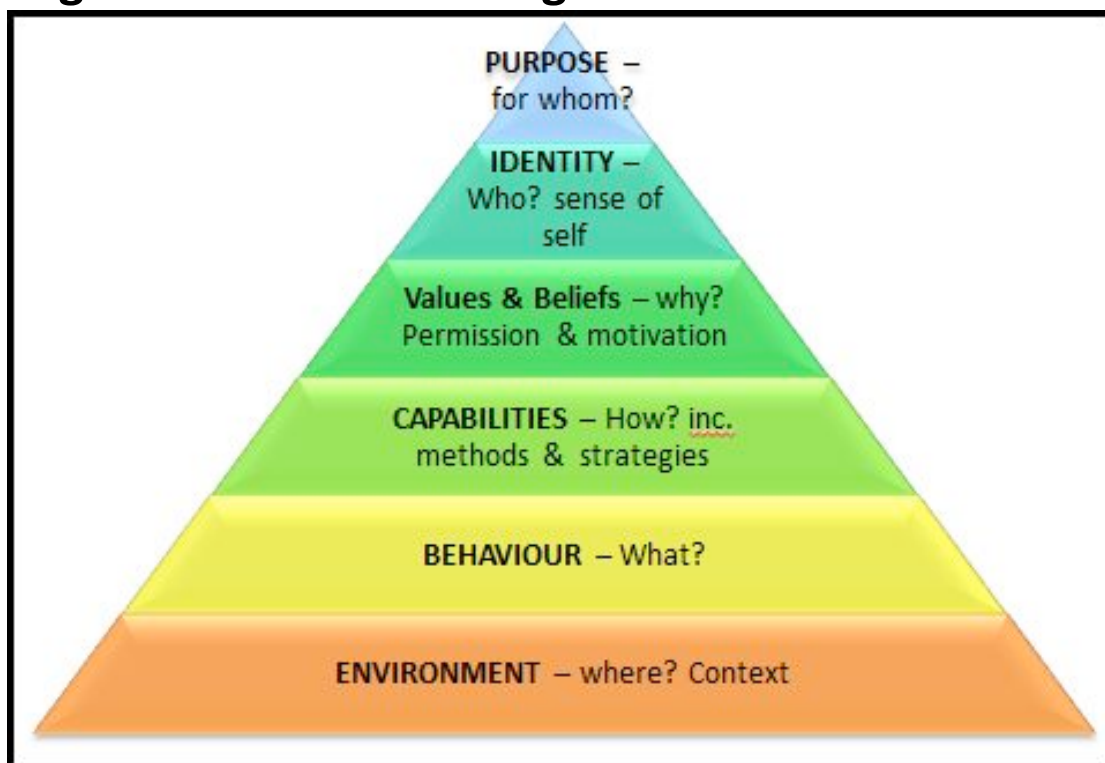 PURPOSE –
for whom?
IDENTITY –
Who? sense of
self
Values & Beliefs – why?
Permission & motivation
CAPABILITIES – How? inc.
methods & strategies
BEHAVIOUR – What?
ENVIRONMENT – where? Context